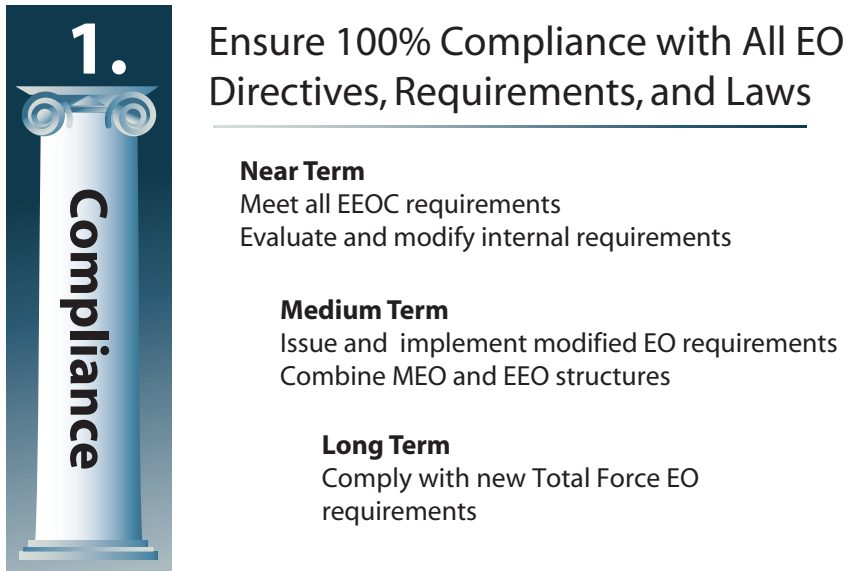 1.
Compliance
Ensure 100% Compliance with All EO
Directives, Requirements, and Laws
Near Term
Meet all EEOC requirements
Evaluate and modify internal requirements
Medium Term
Issue and implement modified EO requirements
Combine MEO and EEO structures
Long Term
Comply with new Total Force EO
requirements